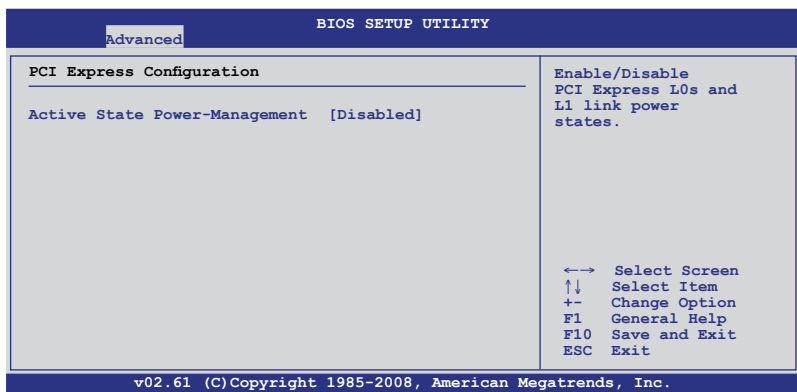 BIOS SETUP UTILITY
Advanced
PCI Express Configuration
Active State Power-Management [Disabled]
Enable/Disable
PCI Express L0s and
L1 link power
states.
←→ Select Screen
↑↓ Select Item
+- Change Option
F1 General Help
F10 Save and Exit
ESC Exit
v02.61 (C)Copyright 1985-2008, American Megatrends, Inc.